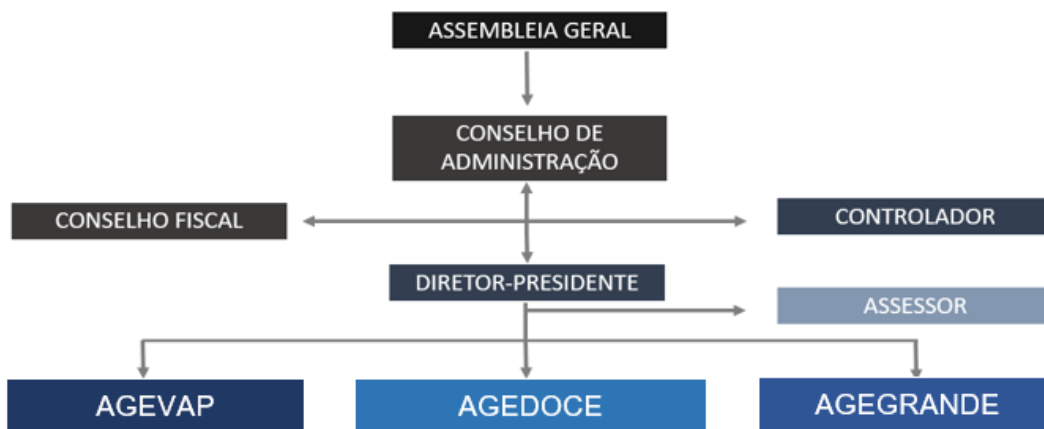 ASSEMBLEIA GERAL
CONSELHO DE
ADMINISTRAÇÃO
CONSELHO FISCAL
CONTROLADOR
DIRETOR-PRESIDENTE
ASSESSOR
AGEVAP
AGEDOCE
AGEGRANDE